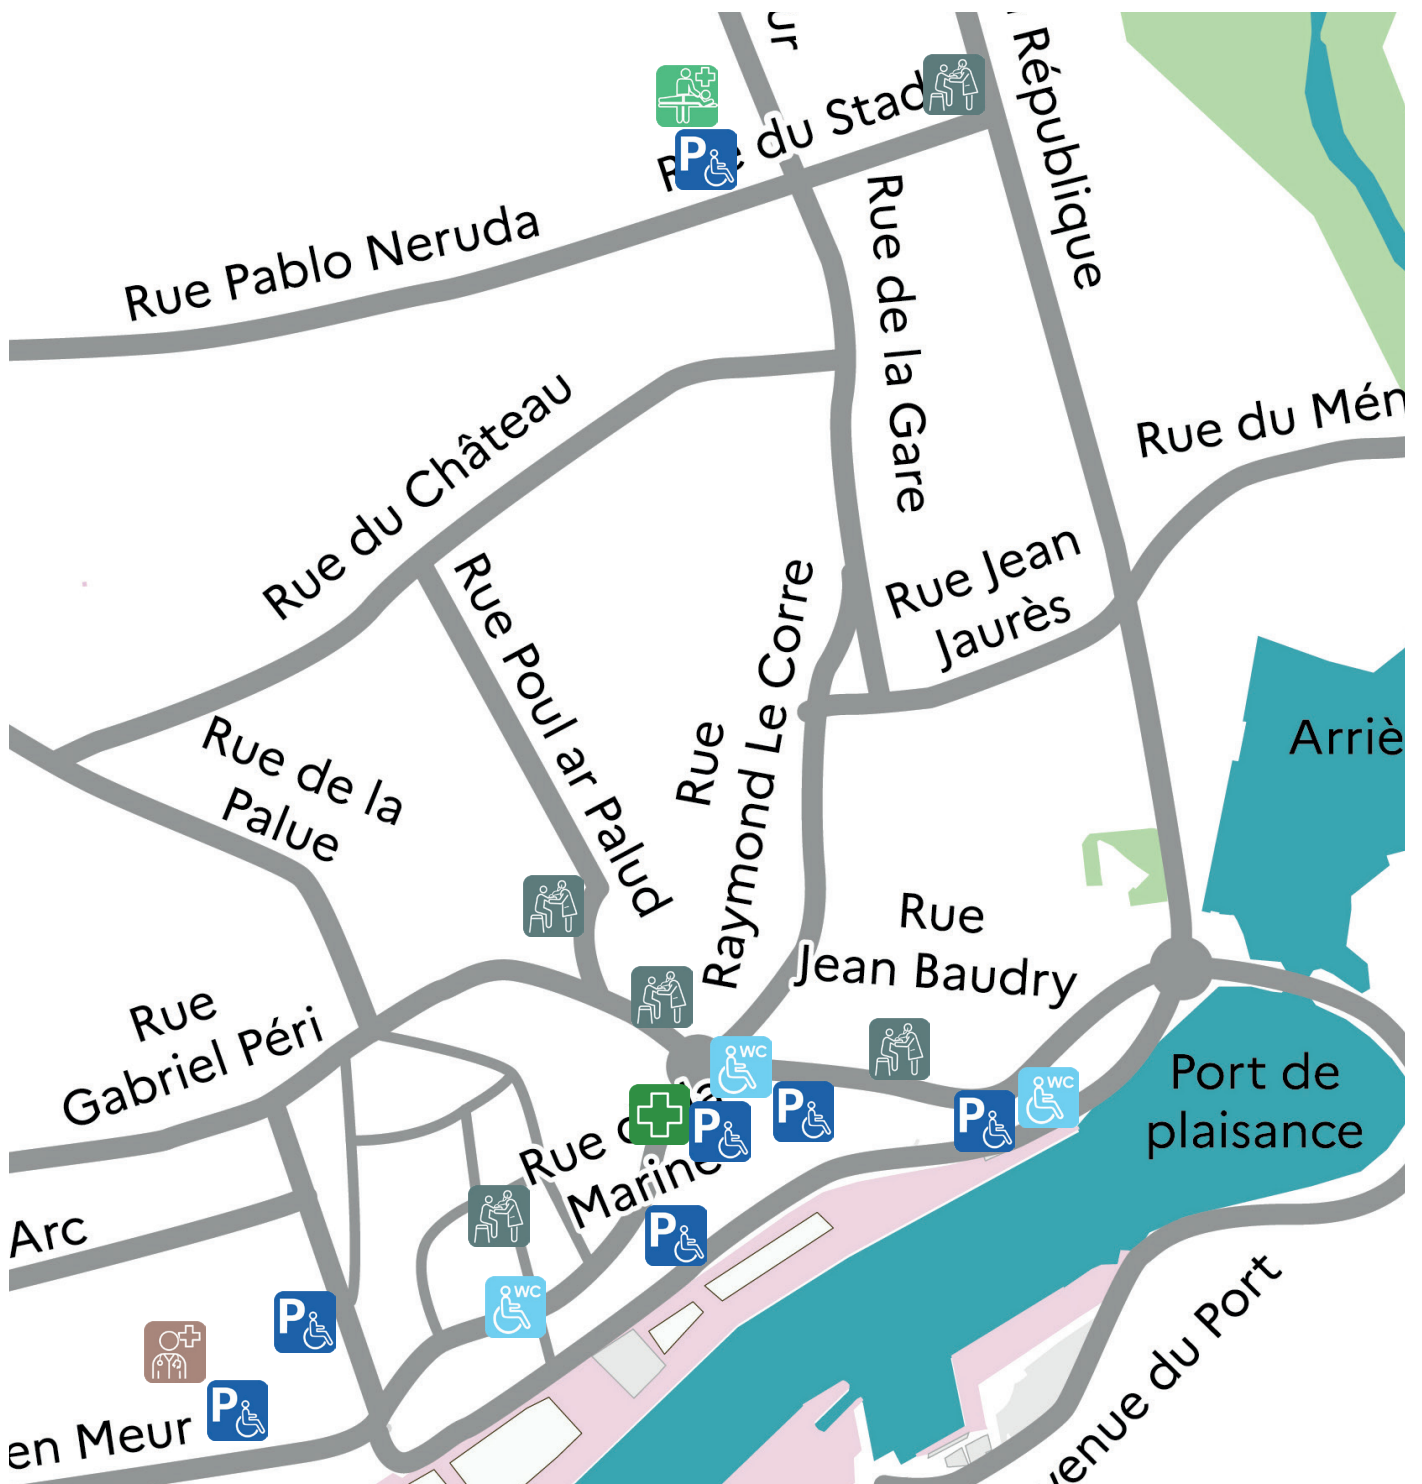 ur
République
du Stad
Rue Pablo Neruda
Rue de la Gare
Rue du Château
Rue du Mén
Rue Jean
Jaurès
Rue Poul ar Palud
Rue
Raymond Le Corre
Rue de la
Palue
Arriè
Rue
Jean Baudry
Rue
Gabriel Péri
WC
P
Port de
plaisance
WC
P
P
P
Rue
Marine
Arc
P
WC
P
P
en Meur
venue du Port